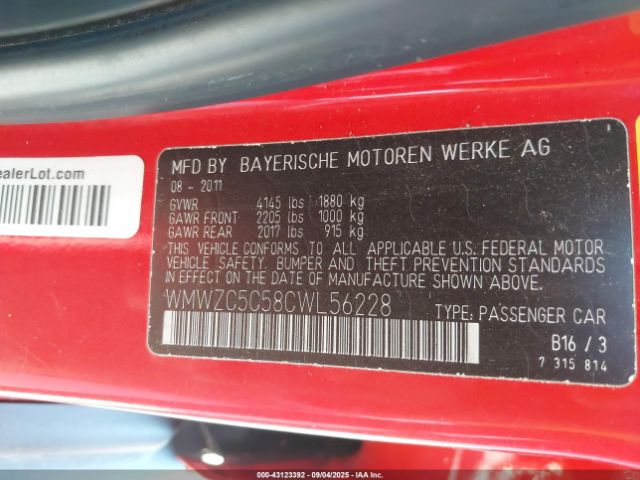 ealerLot.com
MFD BY BAYERISCHE MOTOREN WERKE AG
08 - 2011
GVWR 4145 lbs 1880 kg
GAWR FRONT 2205 lbs 1000 kg
GAWR REAR 2017 lbs 915 kg
THIS VEHICLE CONFORMS TO ALL APPLICABLE U.S. FEDERAL MOTOR
VEHICLE SAFETY, BUMPER AND THEFT PREVENTION STANDARDS
IN EFFECT ON THE DATE OF MANUFACTURE SHOWN ABOVE.
WMWZC5C58CWL56228 TYPE: PASSENGER CAR
B16 / 3
7 315 814
000-43123392 09/04/2025 - IAACOM